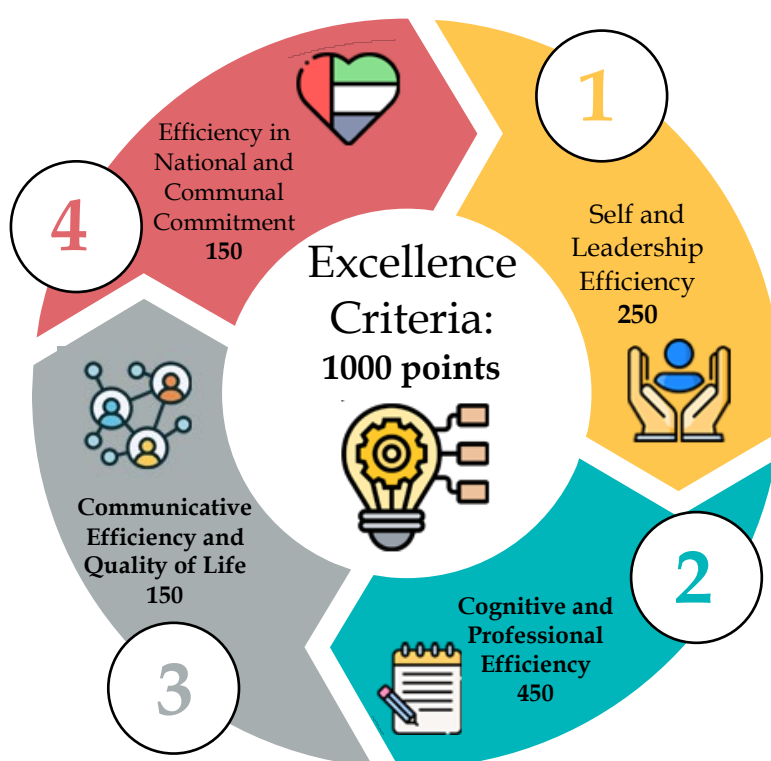 Excellence
Criteria:
1000 points
1
Self and
Leadership
Efficiency
250
2
Cognitive and
Professional
Efficiency
450
3
Communicative
Efficiency and
Quality of Life
150
4
Efficiency in
National and
Communal
Commitment
150